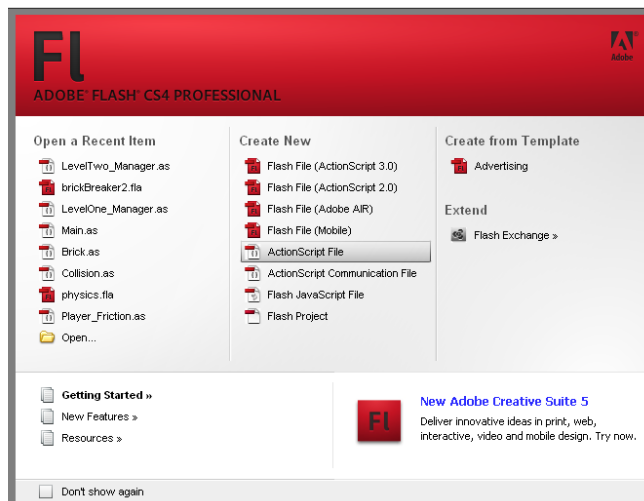 Fl
Adobe
ADOBE® FLASH® CS4 PROFESSIONAL
Open a Recent Item
LevelTwo_Manager.as
brickBreaker2.fla
LevelOne_Manager.as
Main.as
Brick.as
Collision.as
physics.fla
Player_Friction.as
Open...
Create New
Flash File (ActionScript 3.0)
Flash File (ActionScript 2.0)
Flash File (Adobe AIR)
Flash File (Mobile)
ActionScript File
ActionScript Communication File
Flash JavaScript File
Flash Project
Create from Template
Advertising
Extend
Flash Exchange »
Getting Started »
New Features »
Resources »
Fl
New Adobe Creative Suite 5
Deliver innovative ideas in print, web,
interactive, video and mobile design. Try now.
Don't show again